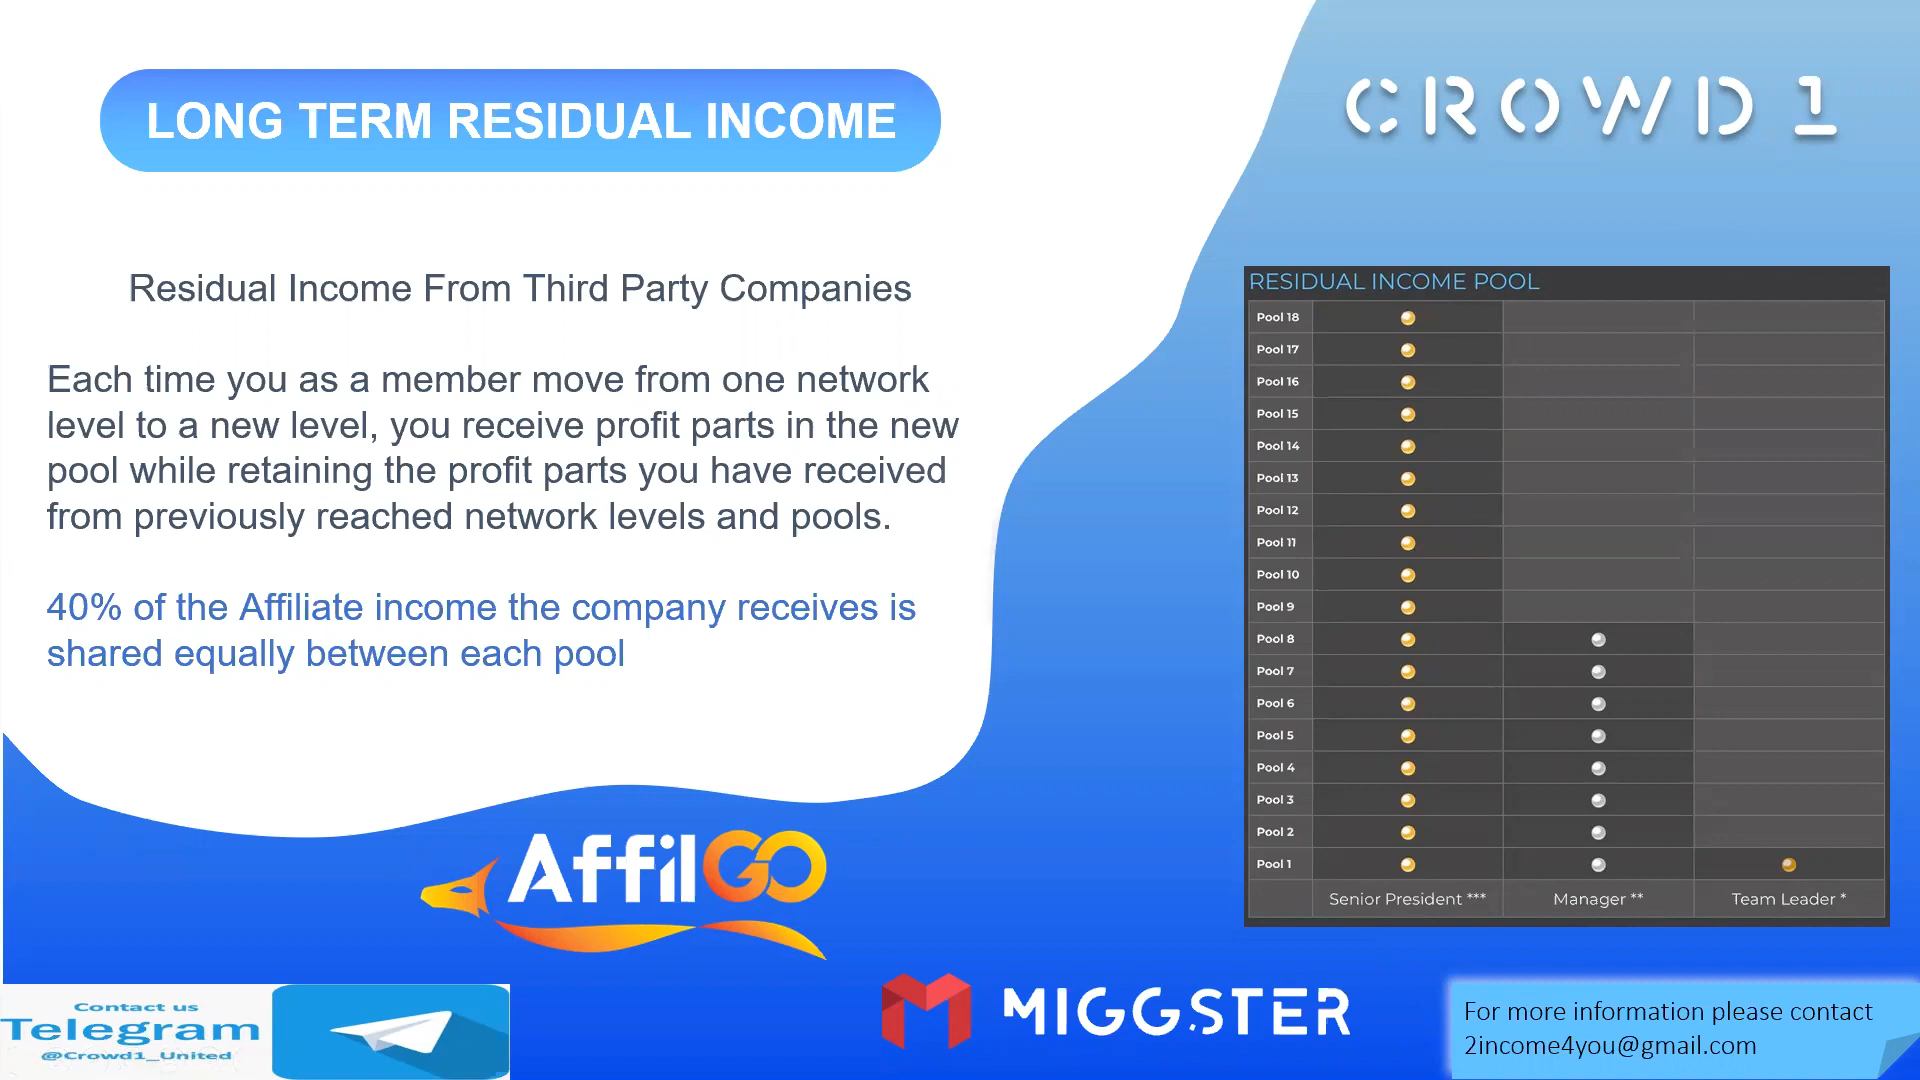 LONG TERM RESIDUAL INCOME
CROWD 1
Residual Income From Third Party Companies
Each time you as a member move from one network
level to a new level, you receive profit parts in the new
pool while retaining the profit parts you have received
from previously reached network levels and pools.
40% of the Affiliate income the company receives is
shared equally between each pool
RESIDUAL INCOME POOL
Pool 18
Pool 17
Pool 16
Pool 15
Pool 14
Pool 13
Pool 12
Pool 11
Pool 10
Pool 9
Pool 8
Pool 7
Pool 6
Pool 5
Pool 4
Pool 3
Pool 2
Pool 1
Senior President *** Manager ** Team Leader *
AffilGO
MIGGSTER
Contact us
Telegram
@Crowd1_United
For more information please contact
2income4you@gmail.com